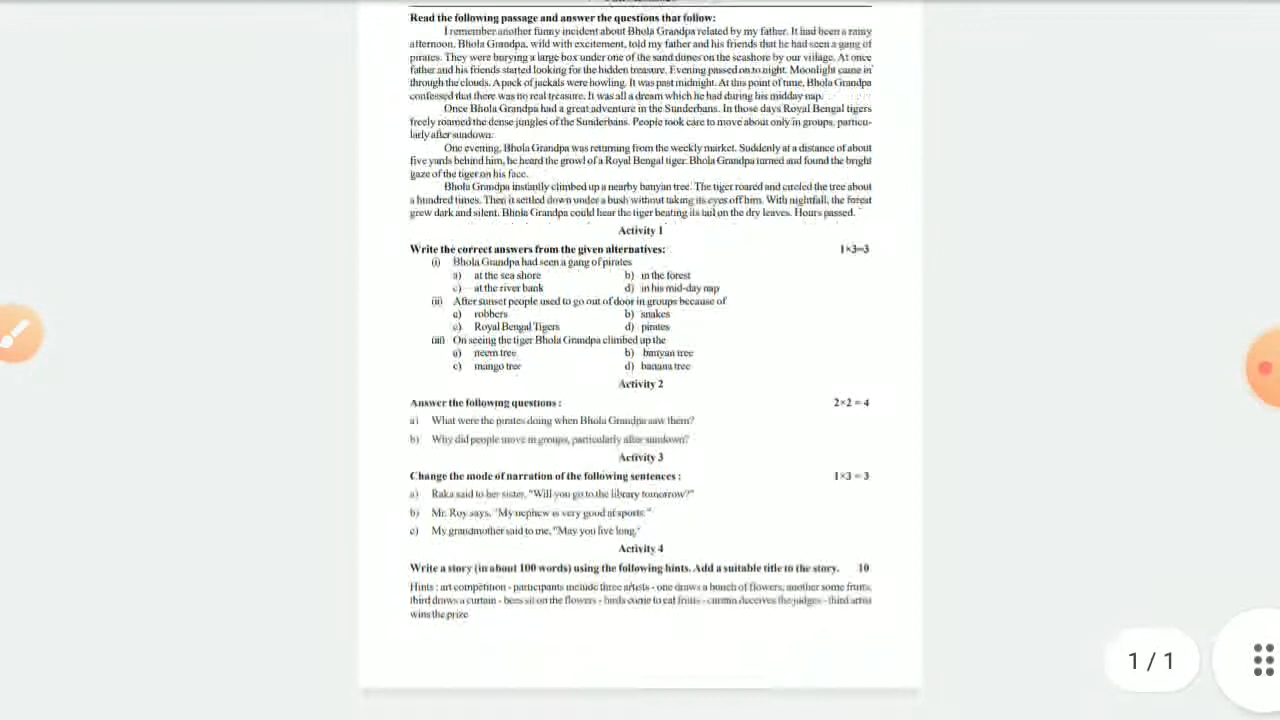 Read the following passage and answer the questions that follow:
I remember another funny incident about Bhola Grandpa related by my father. It had been a rainy
afternoon. Bhola Grandpa, wild with excitement, told my father and his friends that he had seen a gang of
pirates. They were burying a large box under one of the sand dunes on the seashore by our village. At once
father and his friends started looking for the hidden treasure. Evening passed on to night. Moonlight came in
through the clouds. A pack of jackals were howling. It was past midnight. At this point of time, Bhola Grandpa
confessed that there was no real treasure. It was all a dream which he had during his midday nap.
Once Bhola Grandpa had a great adventure in the Sunderbans. In those days Royal Bengal tigers
freely roamed the dense jungles of the Sunderbans. People took care to move about only in groups, particu-
larly after sundown.
One evening, Bhola Grandpa was returning from the weekly market. Suddenly at a distance of about
five yards behind him, he heard the growl of a Royal Bengal tiger. Bhola Grandpa turned and found the bright
gaze of the tiger on his face.
Bhola Grandpa instantly climbed up a nearby banyan tree. The tiger roared and circled the tree about
a hundred times. Then it settled down under a bush without taking its eyes off him. With nightfall, the forest
grew dark and silent. Bhola Grandpa could hear the tiger beating its tail on the dry leaves. Hours passed.
Activity 1
Write the correct answers from the given alternatives: 1×3=3
(i) Bhola Grandpa had seen a gang of pirates
a) at the sea shore b) in the forest
c) at the river bank d) in his mid-day nap
(ii) After sunset people used to go out of door in groups because of
a) robbers b) snakes
c) Royal Bengal Tigers d) pirates
(iii) On seeing the tiger Bhola Grandpa climbed up the
a) neem tree b) banyan tree
c) mango tree d) banana tree
Activity 2
Answer the following questions : 2×2 = 4
a) What were the pirates doing when Bhola Grandpa saw them?
b) Why did people move in groups, particularly after sundown?
Activity 3
Change the mode of narration of the following sentences : 1×3 = 3
a) Raka said to her sister, "Will you go to the library tomorrow?"
b) Mr. Roy says, "My nephew is very good at sports."
c) My grandmother said to me, "May you live long."
Activity 4
Write a story (in about 100 words) using the following hints. Add a suitable title to the story. 10
Hints : art competition - participants include three artists - one draws a bunch of flowers, another some fruits,
third draws a curtain - bees sit on the flowers - birds come to eat fruits - curtain deceives the judges - third artist
wins the prize
1 / 1